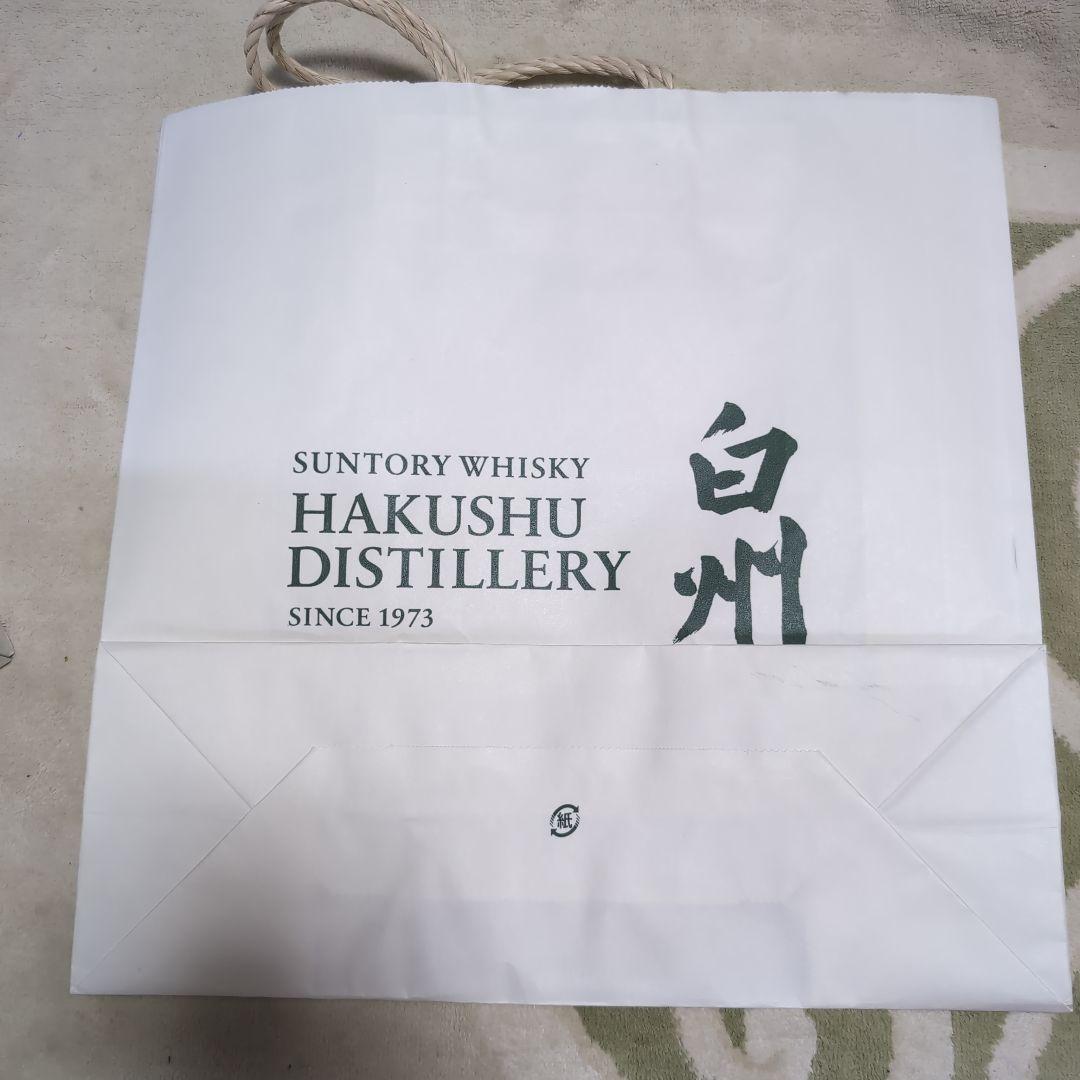 SUNTORY WHISKY
HAKUSHU
DISTILLERY
SINCE 1973
白州
紙